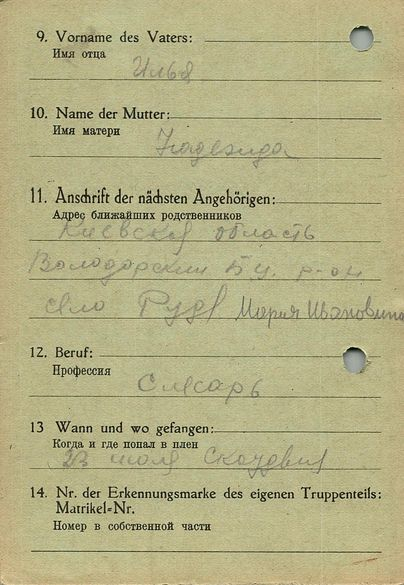 9. Vorname des Vaters:
Имя отца
Илья
10. Name der Mutter:
Имя матери
Надежида
11. Anschrift der nächsten Angehörigen:
Адрес ближайших родственников
Киевская область
Володарский р-он
село Руда Мария Ивановна
12. Beruf:
Профессия
Слесарь
13 Wann und wo gefangen:
Когда и где попал в плен
23 июля
14. Nr. der Erkennungsmarke des eigenen Truppenteils:
Matrikel-Nr.
Номер в собственной части